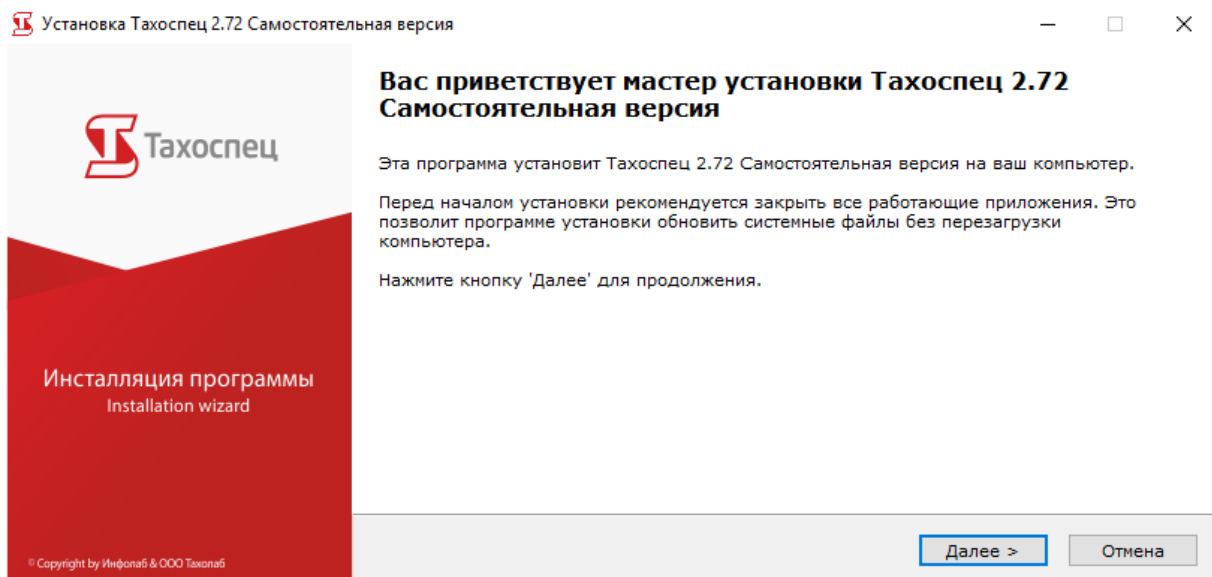 Установка Тахоспец 2.72 Самостоятельная версия
Тахоспец
Инсталляция программы
Installation wizard
© Copyright by Инфолаб & ООО Тахолаб
Вас приветствует мастер установки Тахоспец 2.72
Самостоятельная версия
Эта программа установит Тахоспец 2.72 Самостоятельная версия на ваш компьютер.
Перед началом установки рекомендуется закрыть все работающие приложения. Это
позволит программе установки обновить системные файлы без перезагрузки
компьютера.
Нажмите кнопку 'Далее' для продолжения.
Далее >
Отмена